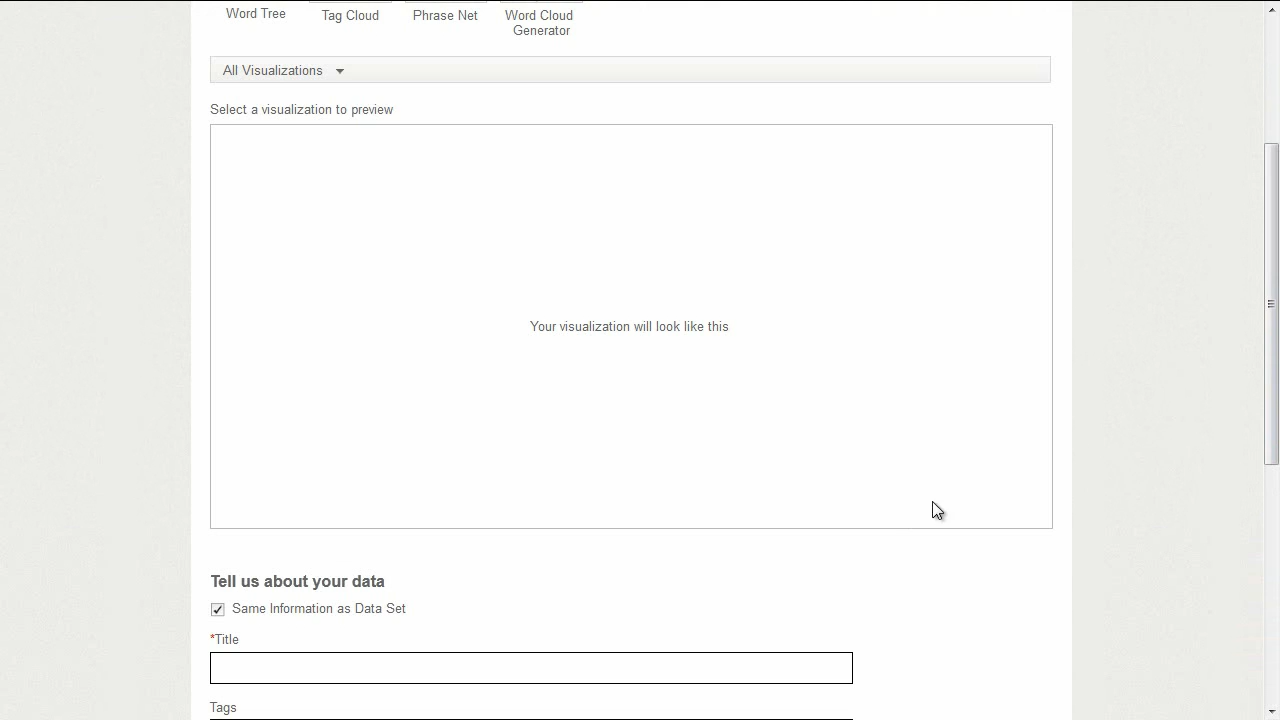 Word Tree
Tag Cloud
Phrase Net
Word Cloud
Generator
All Visualizations
Select a visualization to preview
Your visualization will look like this
Tell us about your data
Same Information as Data Set
*Title
Tags